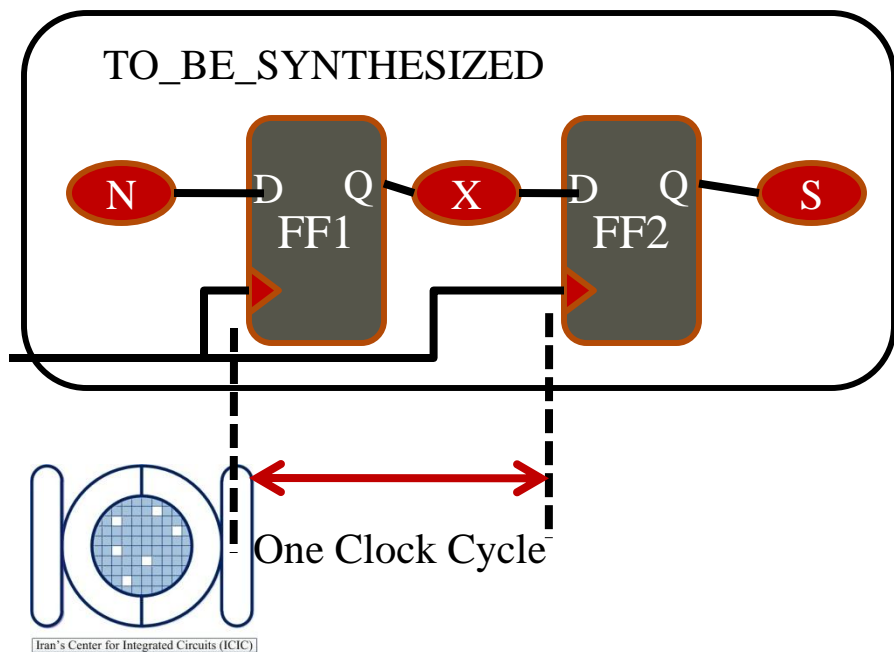 TO_BE_SYNTHESIZED
N D Q X D Q S
FF1 FF2
One Clock Cycle
Iran's Center for Integrated Circuits (ICIC)